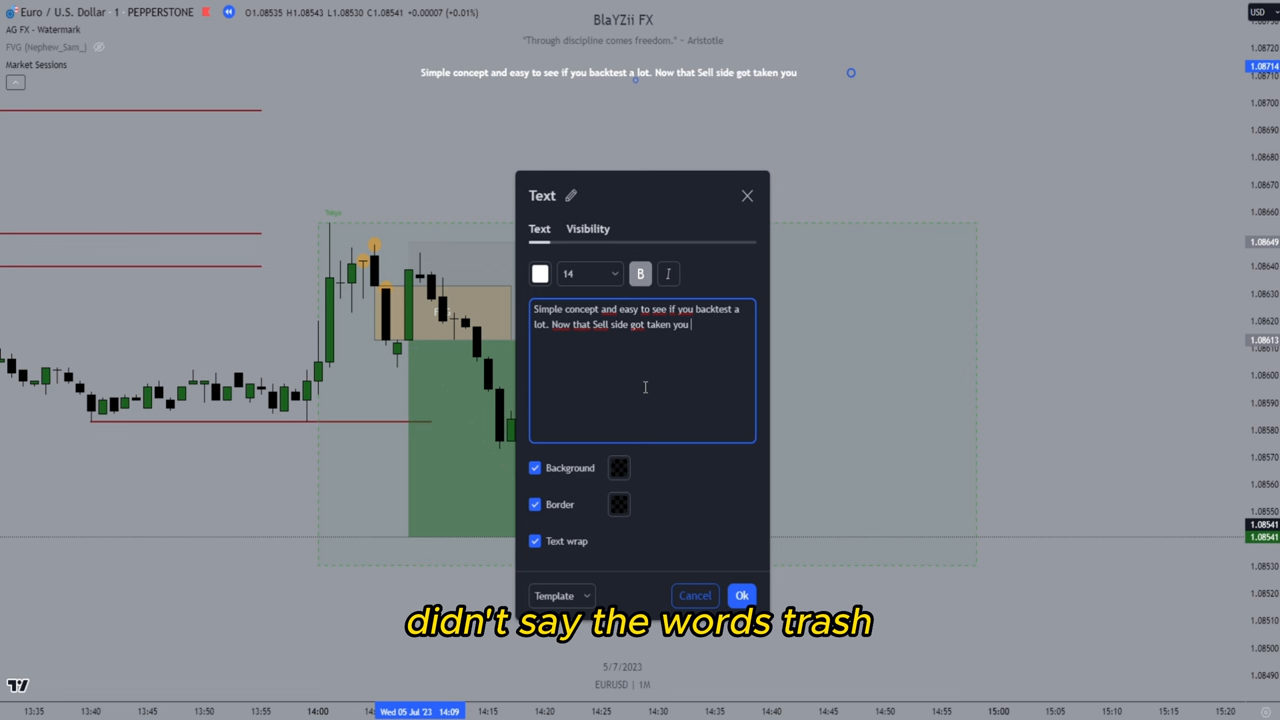 Euro / U.S. Dollar · 1 · PEPPERSTONE
O1.08535 H1.08543 L1.08530 C1.08541 +0.00007 (+0.01%)
AG FX - Watermark
FVG (Nephew_Sam_)
Market Sessions
BlaYZii FX
"Through discipline comes freedom." ~ Aristotle
Simple concept and easy to see if you backtest a lot. Now that Sell side got taken you
USD
1.08720
1.08714
1.08710
1.08700
1.08690
1.08680
1.08670
1.08660
1.08649
1.08640
1.08630
1.08620
1.08613
1.08610
1.08600
1.08590
1.08580
1.08570
1.08560
1.08550
1.08541
1.08541
1.08530
1.08520
1.08510
1.08500
1.08490
Tokyo
Text
Text
Visibility
14
B
I
Simple concept and easy to see if you backtest a
lot. Now that Sell side got taken you
Background
Border
Text wrap
Template
Cancel
Ok
didn't say the words trash
5/7/2023
EURUSD | 1M
13:35
13:40
13:45
13:50
13:55
14:00
Wed 05 Jul '23 14:09
14:15
14:20
14:25
14:30
14:35
14:40
14:45
14:50
14:55
15:00
15:05
15:10
15:15
15:20